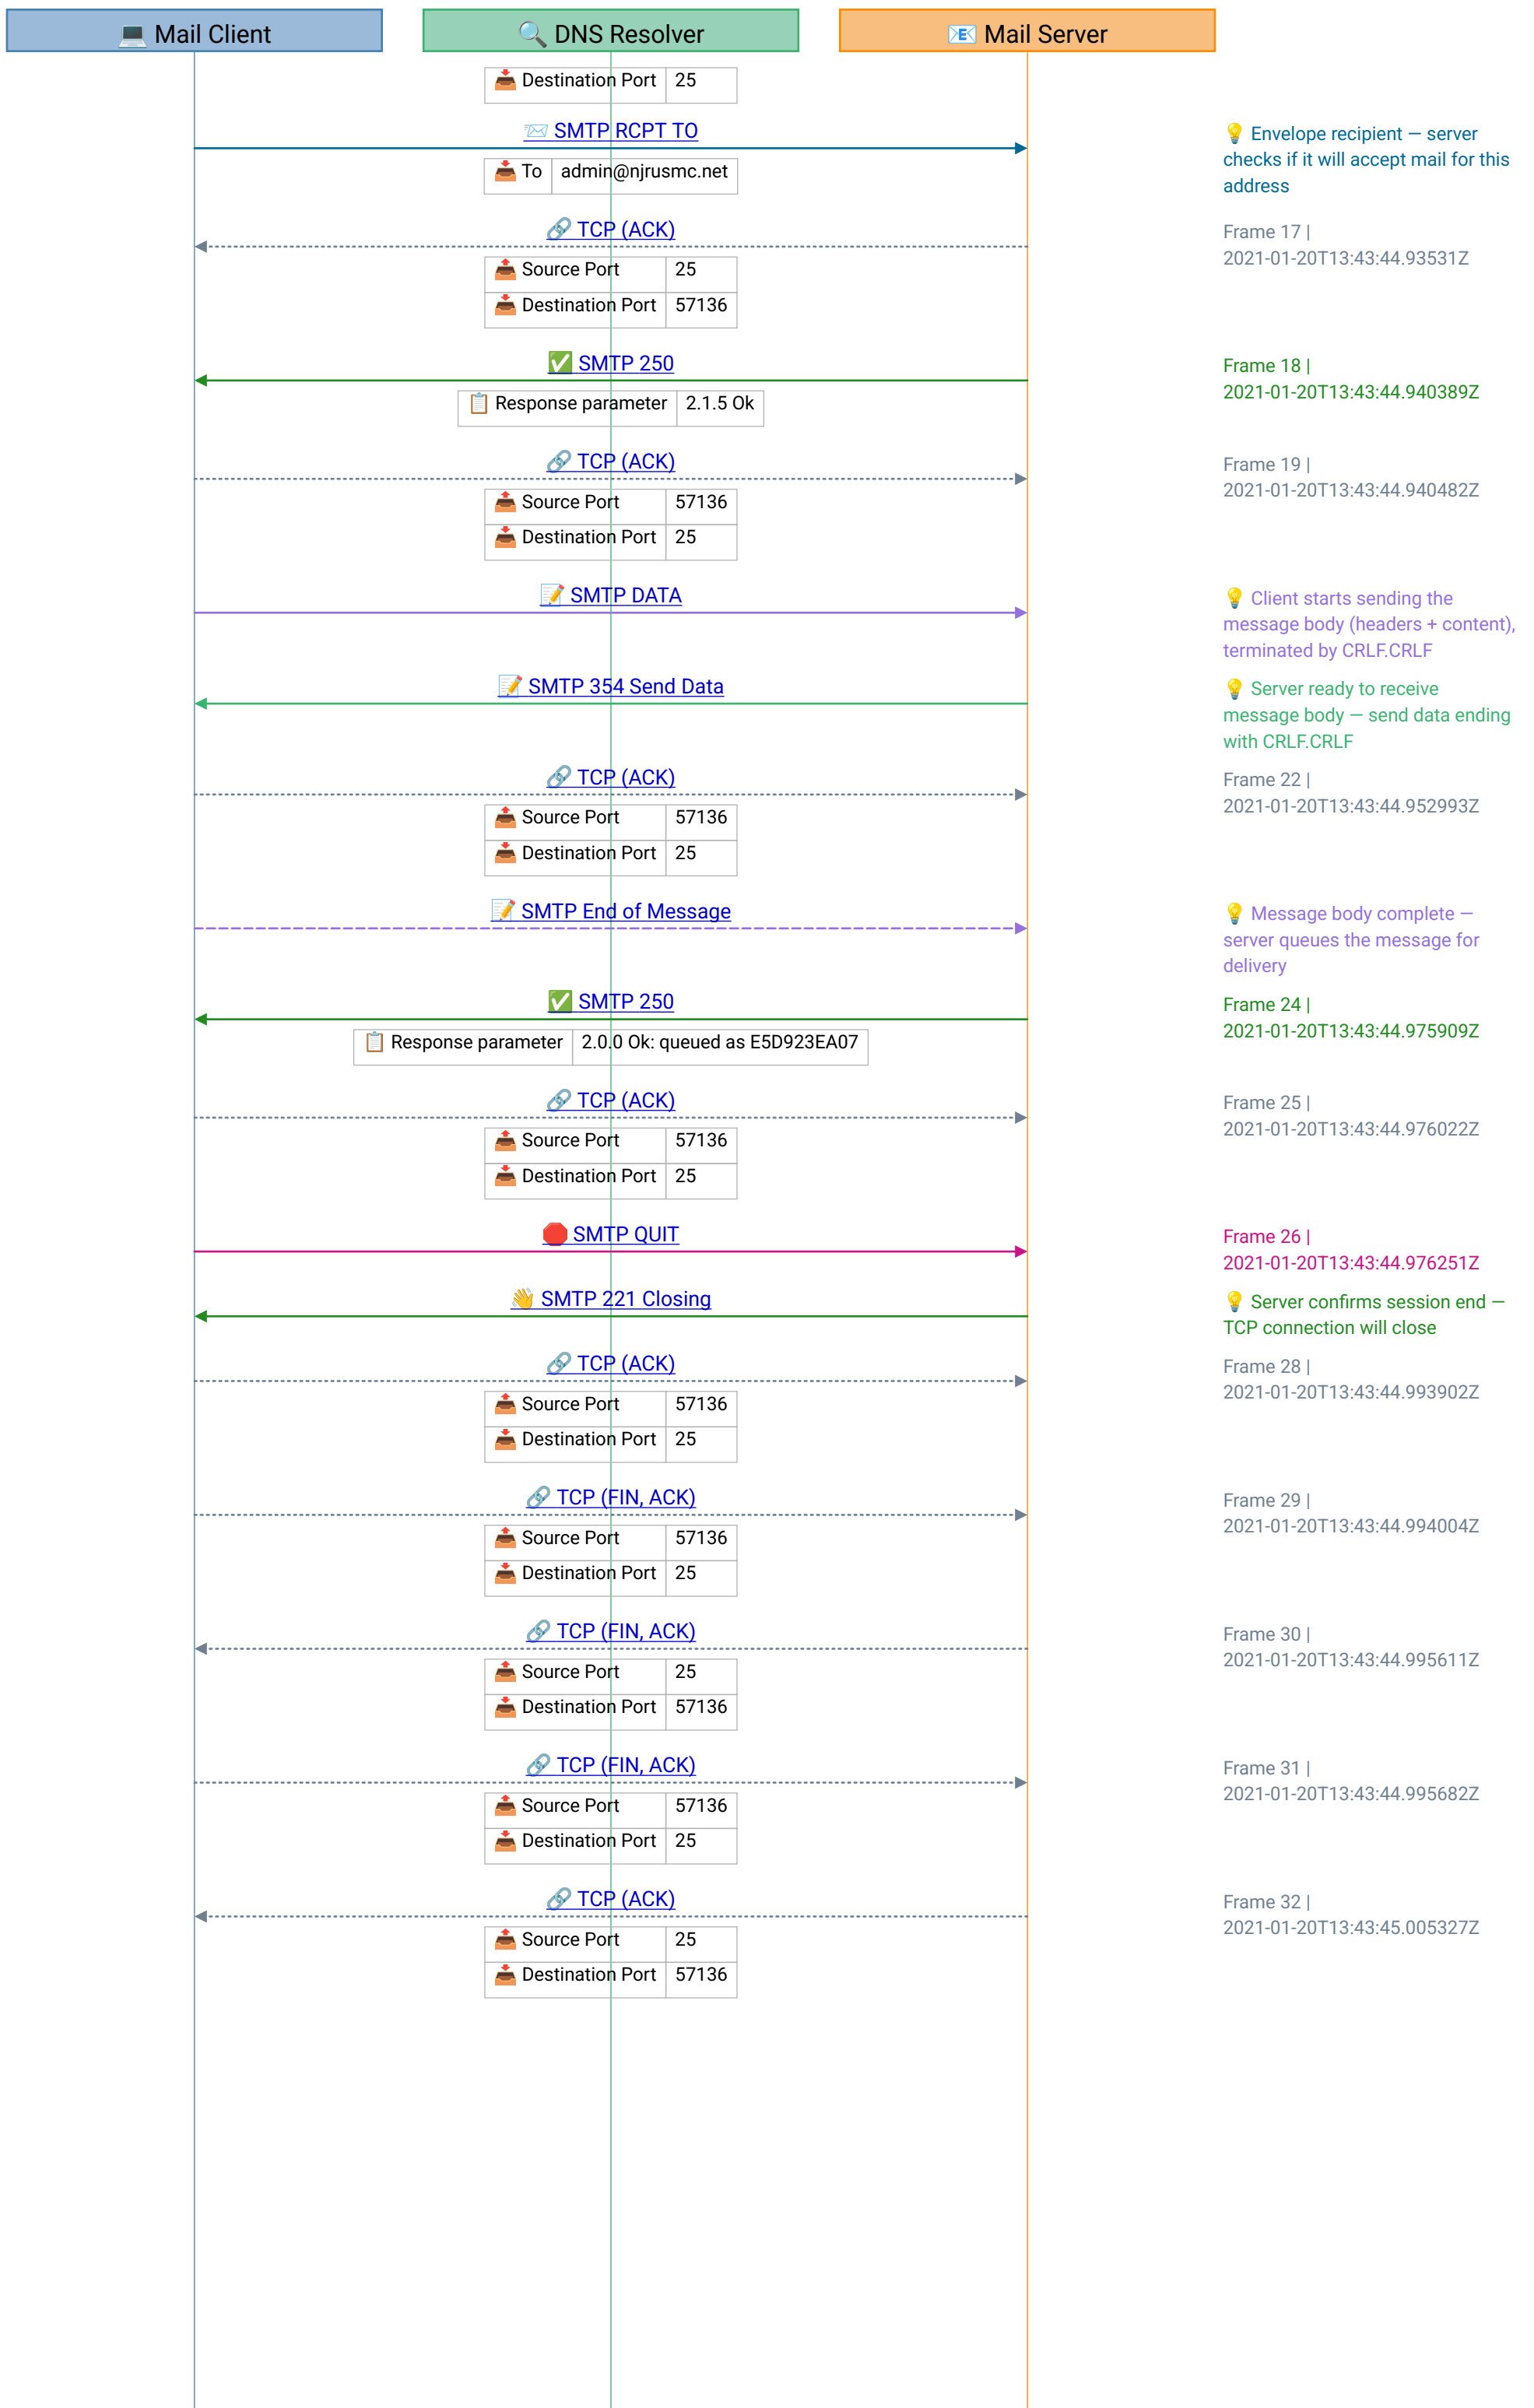 💻 Mail Client
🔍 DNS Resolver
📧 Mail Server
📥 Destination Port 25
📨 SMTP RCPT TO
💡 Envelope recipient — server
checks if it will accept mail for this
address
📥 To admin@njrusmc.net
🔗 TCP (ACK)
Frame 17 |
2021-01-20T13:43:44.93531Z
📤 Source Port 25
📥 Destination Port 57136
✅ SMTP 250
Frame 18 |
2021-01-20T13:43:44.940389Z
📋 Response parameter 2.1.5 Ok
🔗 TCP (ACK)
Frame 19 |
2021-01-20T13:43:44.940482Z
📤 Source Port 57136
📥 Destination Port 25
📝 SMTP DATA
💡 Client starts sending the
message body (headers + content),
terminated by CRLF.CRLF
📝 SMTP 354 Send Data
💡 Server ready to receive
message body — send data ending
with CRLF.CRLF
🔗 TCP (ACK)
Frame 22 |
2021-01-20T13:43:44.952993Z
📤 Source Port 57136
📥 Destination Port 25
📝 SMTP End of Message
💡 Message body complete —
server queues the message for
delivery
✅ SMTP 250
Frame 24 |
2021-01-20T13:43:44.975909Z
📋 Response parameter 2.0.0 Ok: queued as E5D923EA07
🔗 TCP (ACK)
Frame 25 |
2021-01-20T13:43:44.976022Z
📤 Source Port 57136
📥 Destination Port 25
🛑 SMTP QUIT
Frame 26 |
2021-01-20T13:43:44.976251Z
👋 SMTP 221 Closing
💡 Server confirms session end —
TCP connection will close
🔗 TCP (ACK)
Frame 28 |
2021-01-20T13:43:44.993902Z
📤 Source Port 57136
📥 Destination Port 25
🔗 TCP (FIN, ACK)
Frame 29 |
2021-01-20T13:43:44.994004Z
📤 Source Port 57136
📥 Destination Port 25
🔗 TCP (FIN, ACK)
Frame 30 |
2021-01-20T13:43:44.995611Z
📤 Source Port 25
📥 Destination Port 57136
🔗 TCP (FIN, ACK)
Frame 31 |
2021-01-20T13:43:44.995682Z
📤 Source Port 57136
📥 Destination Port 25
🔗 TCP (ACK)
Frame 32 |
2021-01-20T13:43:45.005327Z
📤 Source Port 25
📥 Destination Port 57136